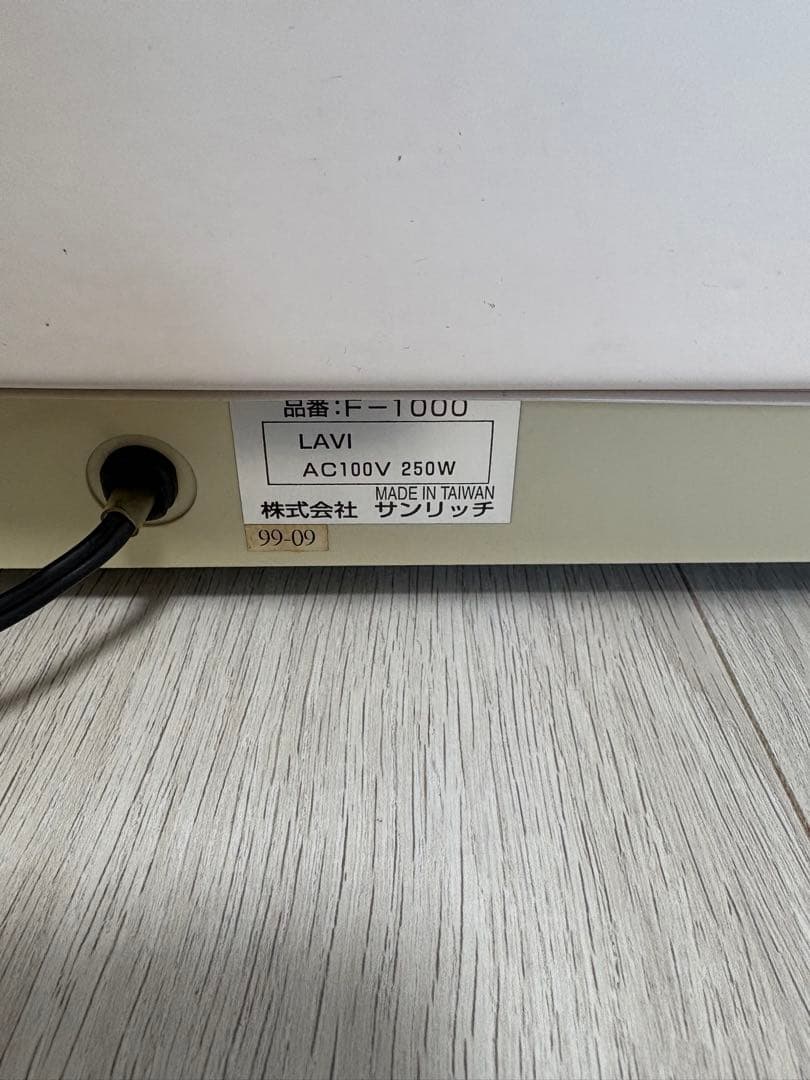 品番:F-1000
LAVI
AC100V 250W
MADE IN TAIWAN
株式会社 サンリッチ
99-09